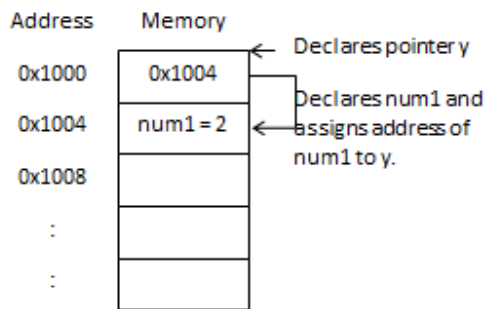 Address Memory
Declares pointer y
0x1000 0x1004
Declares num1 and
0x1004 num1 = 2 assigns address of
num1 to y.
0x1008
:
: